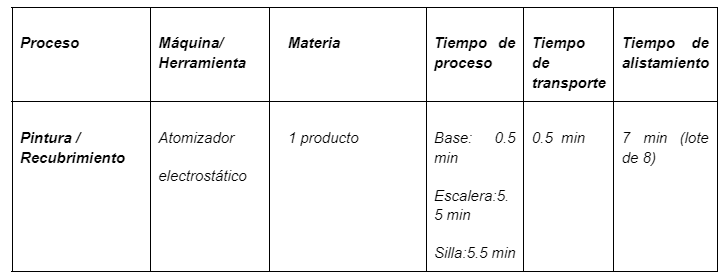 Proceso
Máquina/
Herramienta
Materia
Tiempo de
proceso
Tiempo
de
transporte
Tiempo de
alistamiento
Pintura /
Recubrimiento
Atomizador
electrostático
1 producto
Base: 0.5
min
Escalera:5.
5 min
Silla:5.5 min
0.5 min
7 min (lote
de 8)